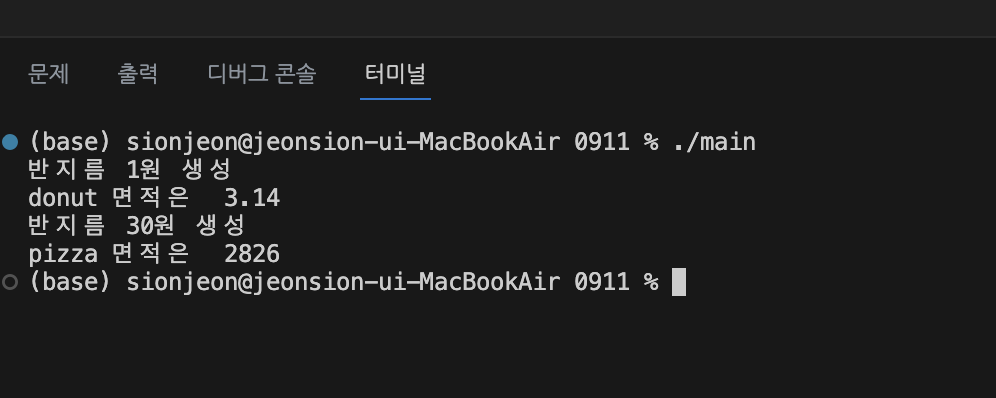 문제 출력 디버그 콘솔 터미널
(base) sionjeon@jeonsion-ui-MacBookAir 0911 % ./main
반지름 1원 생성
donut 면적은  3.14
반지름 30원 생성
pizza 면적은  2826
(base) sionjeon@jeonsion-ui-MacBookAir 0911 %